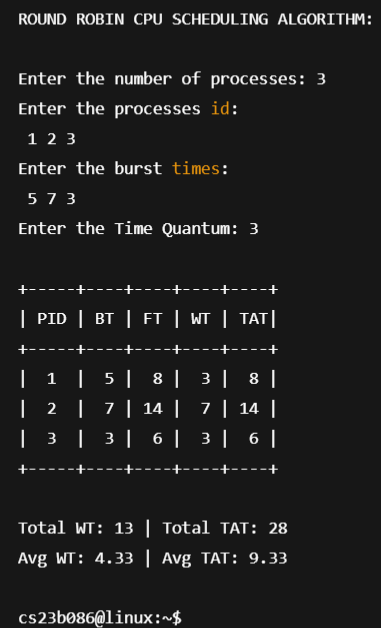 ROUND ROBIN CPU SCHEDULING ALGORITHM:
Enter the number of processes: 3
Enter the processes id:
1 2 3
Enter the burst times:
5 7 3
Enter the Time Quantum: 3
+-----+----+----+----+----+
| PID | BT | FT | WT | TAT|
+-----+----+----+----+----+
|  1  |  5 |  8 |  3 |  8 |
|  2  |  7 | 14 |  7 | 14 |
|  3  |  3 |  6 |  3 |  6 |
+-----+----+----+----+----+
Total WT: 13 | Total TAT: 28
Avg WT: 4.33 | Avg TAT: 9.33
cs23b086@linux:~$